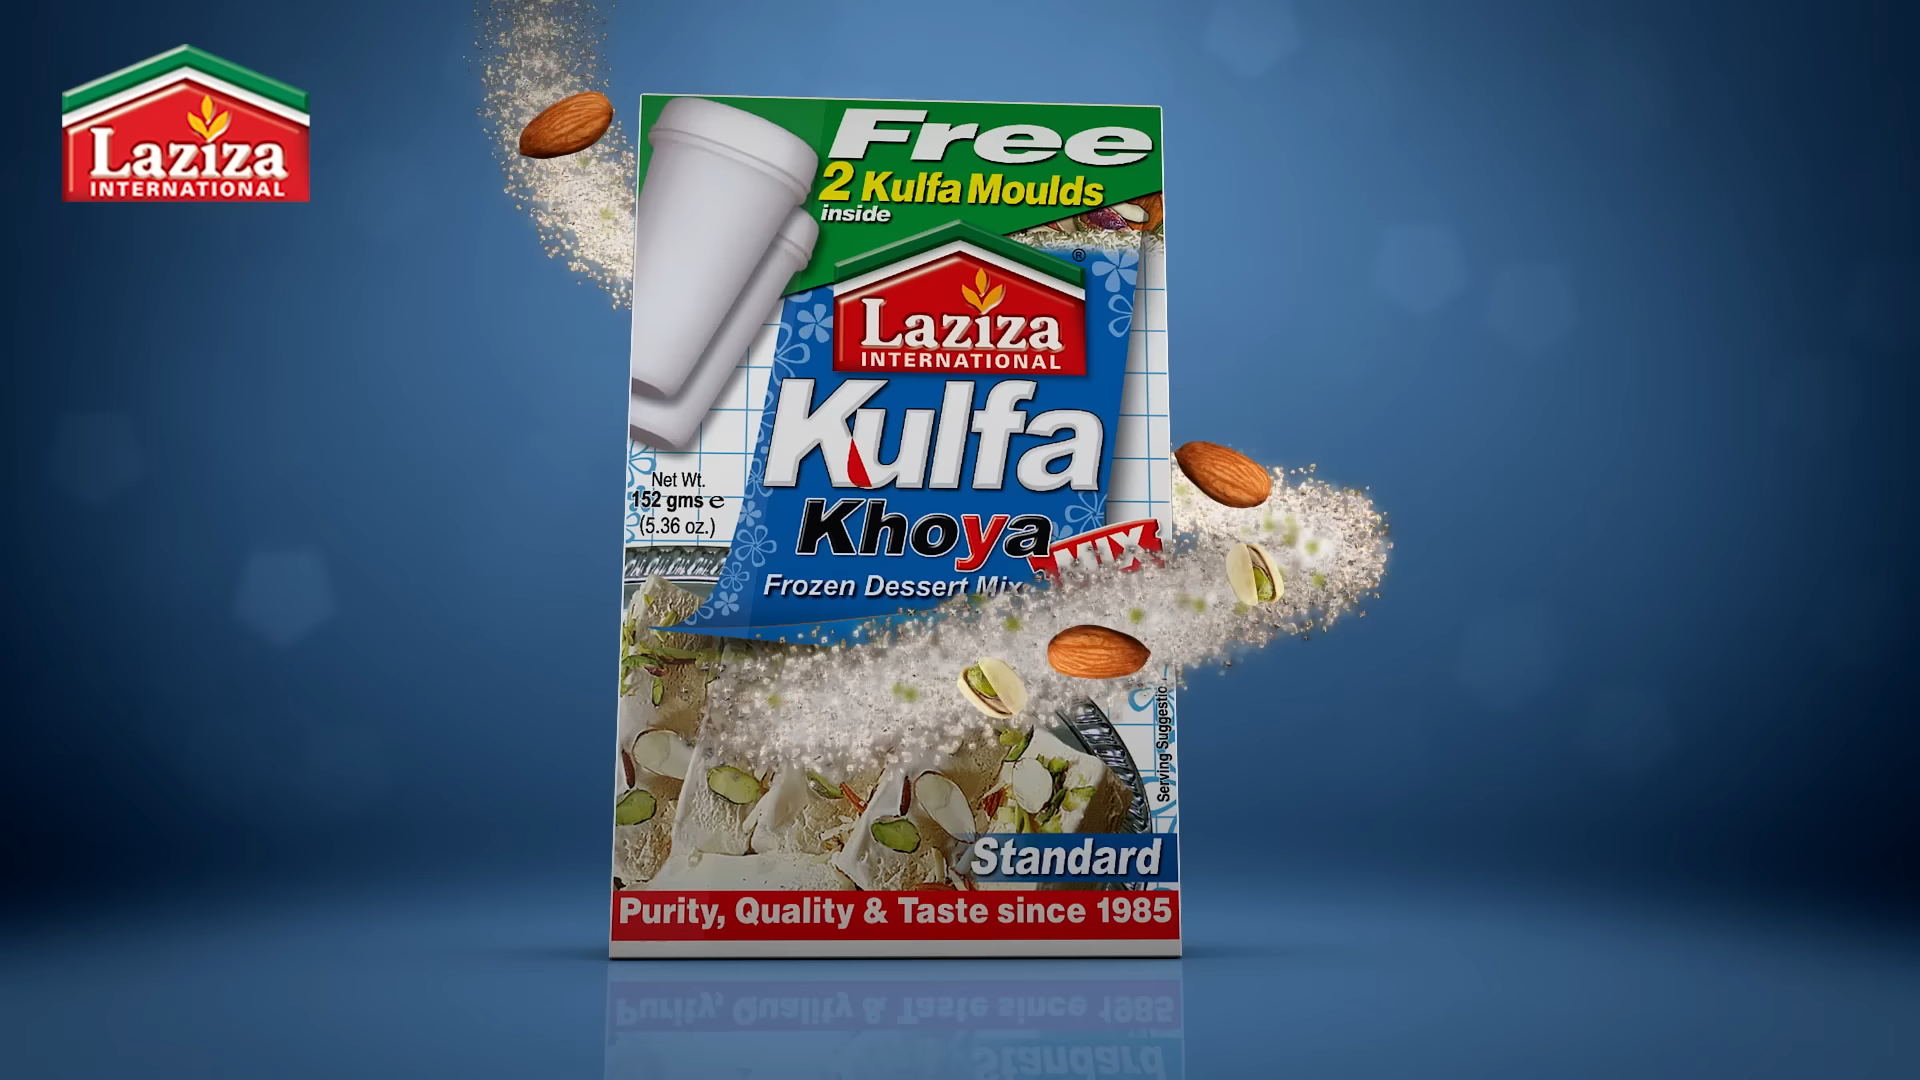 Laziza
INTERNATIONAL
Free
2 Kulfa Moulds
inside
®
Laziza
INTERNATIONAL
Kulfa
Khoya
MIX
Frozen Dessert Mix
Net Wt.
152 gms e
(5.36 oz.)
Serving Suggestio
Standard
Purity, Quality & Taste since 1985